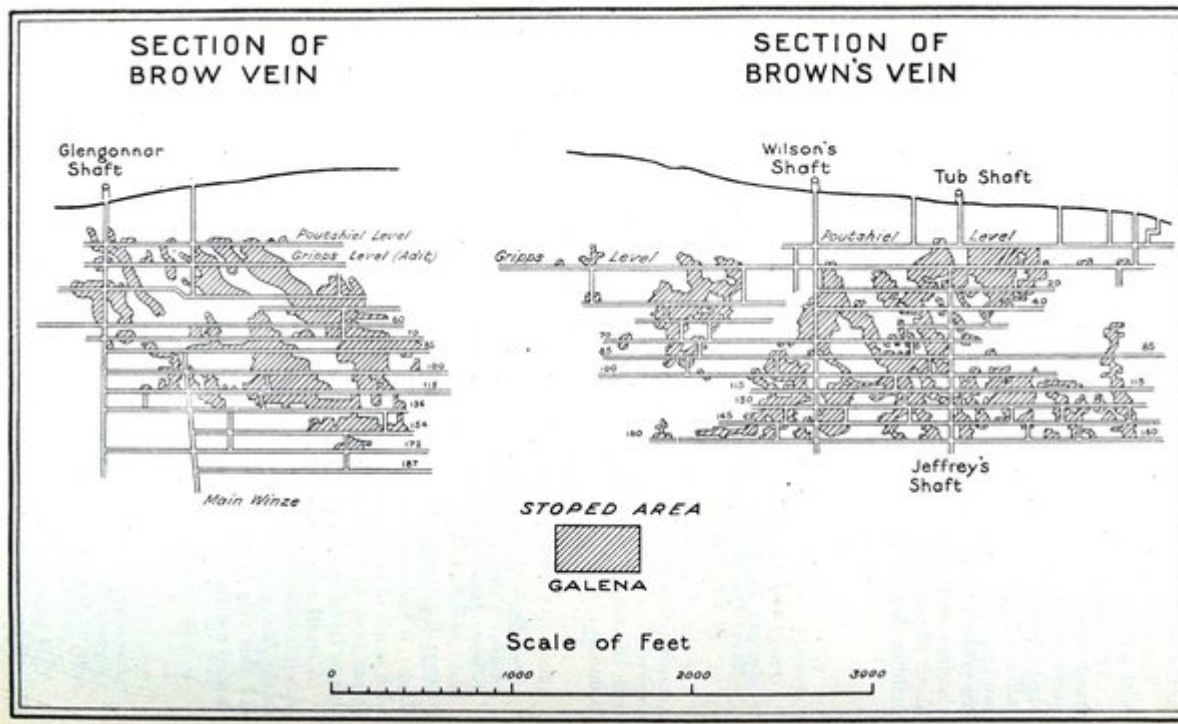 SECTION OF
BROW VEIN
Glengonnar
Shaft
Poutshiel Level
Gripps Level (Adit)
60
70
85
100
115
136
154
172
187
Main Winze
SECTION OF
BROWN'S VEIN
Wilson's
Shaft
Tub Shaft
Poutshiel Level
Gripps Level
20
40
70
85
85
100
115
115
130
145
160
160
Jeffrey's
Shaft
STOPED AREA
GALENA
Scale of Feet
0 1000 2000 3000